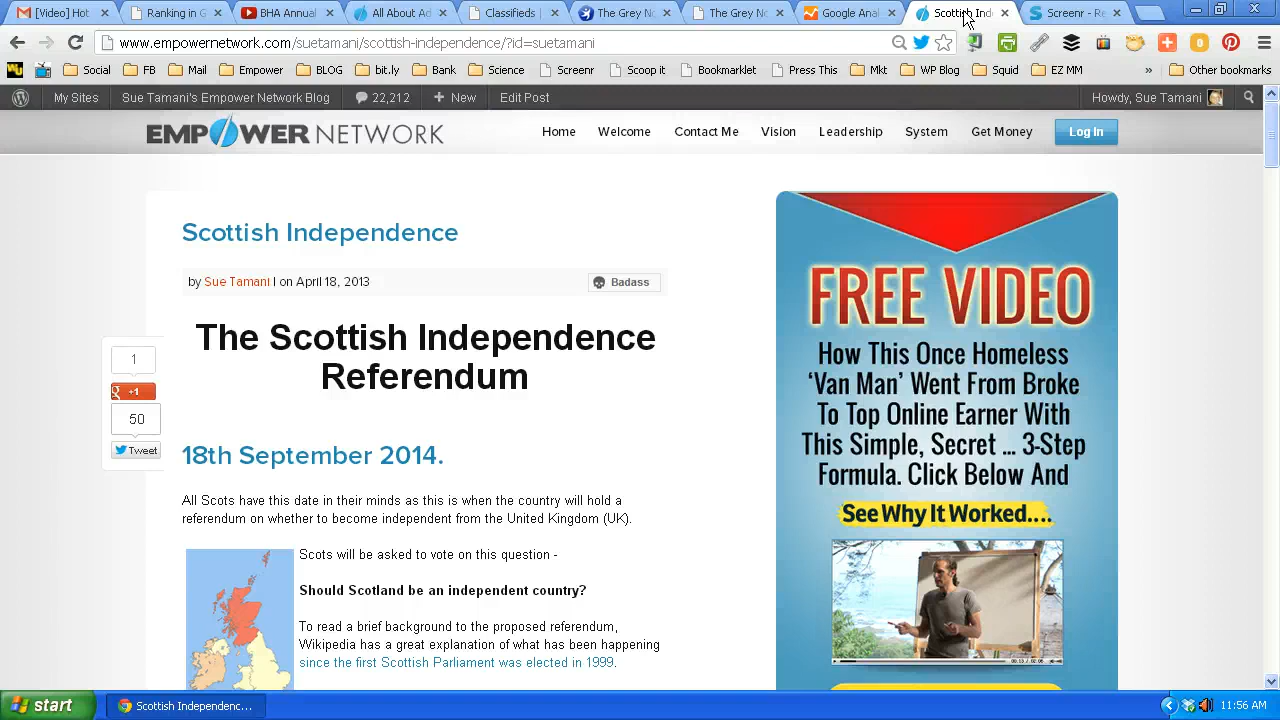 [Video] Hot
Ranking in G
BHA Annual
All About Ad
Classifieds |
The Grey No
The Grey No
Google Anal
Scottish Ind
Screenr - Re
www.empowernetwork.com/suetamani/scottish-independence/?id=suetamani
Social
FB
Mail
Empower
BLOG
bit.ly
Bank
Science
Screenr
Scoop it
Bookmarklet
Press This
Mkt
WP Blog
Squid
EZ MM
»
Other bookmarks
My Sites
Sue Tamani's Empower Network Blog
22,212
+ New
Edit Post
Howdy, Sue Tamani
EMPOWER NETWORK
Home
Welcome
Contact Me
Vision
Leadership
System
Get Money
Log In
Scottish Independence
by Sue Tamani | on April 18, 2013
Badass
The Scottish Independence
Referendum
1
g +1
50
Tweet
18th September 2014.
All Scots have this date in their minds as this is when the country will hold a
referendum on whether to become independent from the United Kingdom (UK).
Scots will be asked to vote on this question -
Should Scotland be an independent country?
To read a brief background to the proposed referendum,
Wikipedia has a great explanation of what has been happening
since the first Scottish Parliament was elected in 1999.
FREE VIDEO
How This Once Homeless
'Van Man' Went From Broke
To Top Online Earner With
This Simple, Secret ... 3-Step
Formula. Click Below And
See Why It Worked....
start
Scottish Independenc...
11:56 AM